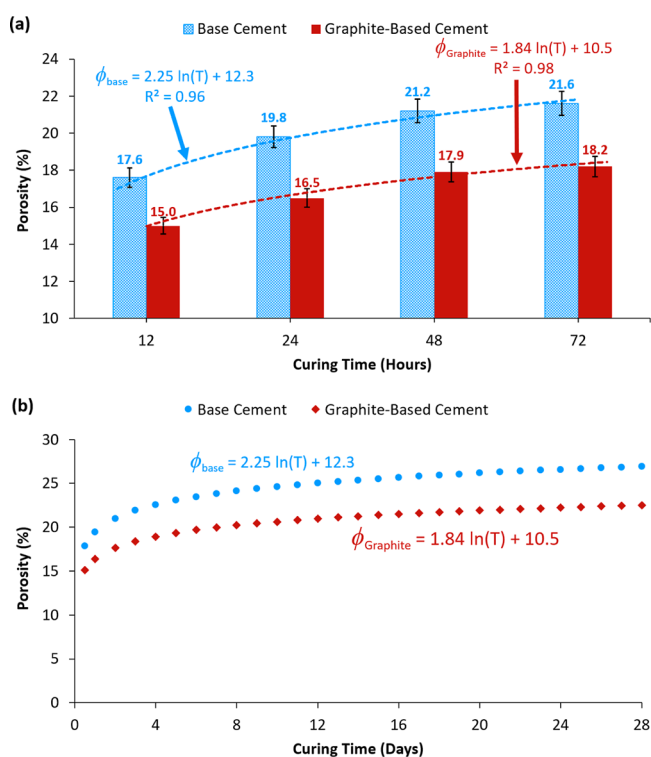 (a)
Base Cement
Graphite-Based Cement
24
22
20
18
16
14
12
10
Porosity (%)
ϕbase = 2.25 ln(T) + 12.3
R² = 0.96
ϕGraphite = 1.84 ln(T) + 10.5
R² = 0.98
17.6
15.0
19.8
16.5
21.2
17.9
21.6
18.2
12
24
48
72
Curing Time (Hours)
(b)
Base Cement
Graphite-Based Cement
30
25
20
15
10
5
0
Porosity (%)
ϕbase = 2.25 ln(T) + 12.3
ϕGraphite = 1.84 ln(T) + 10.5
0
4
8
12
16
20
24
28
Curing Time (Days)